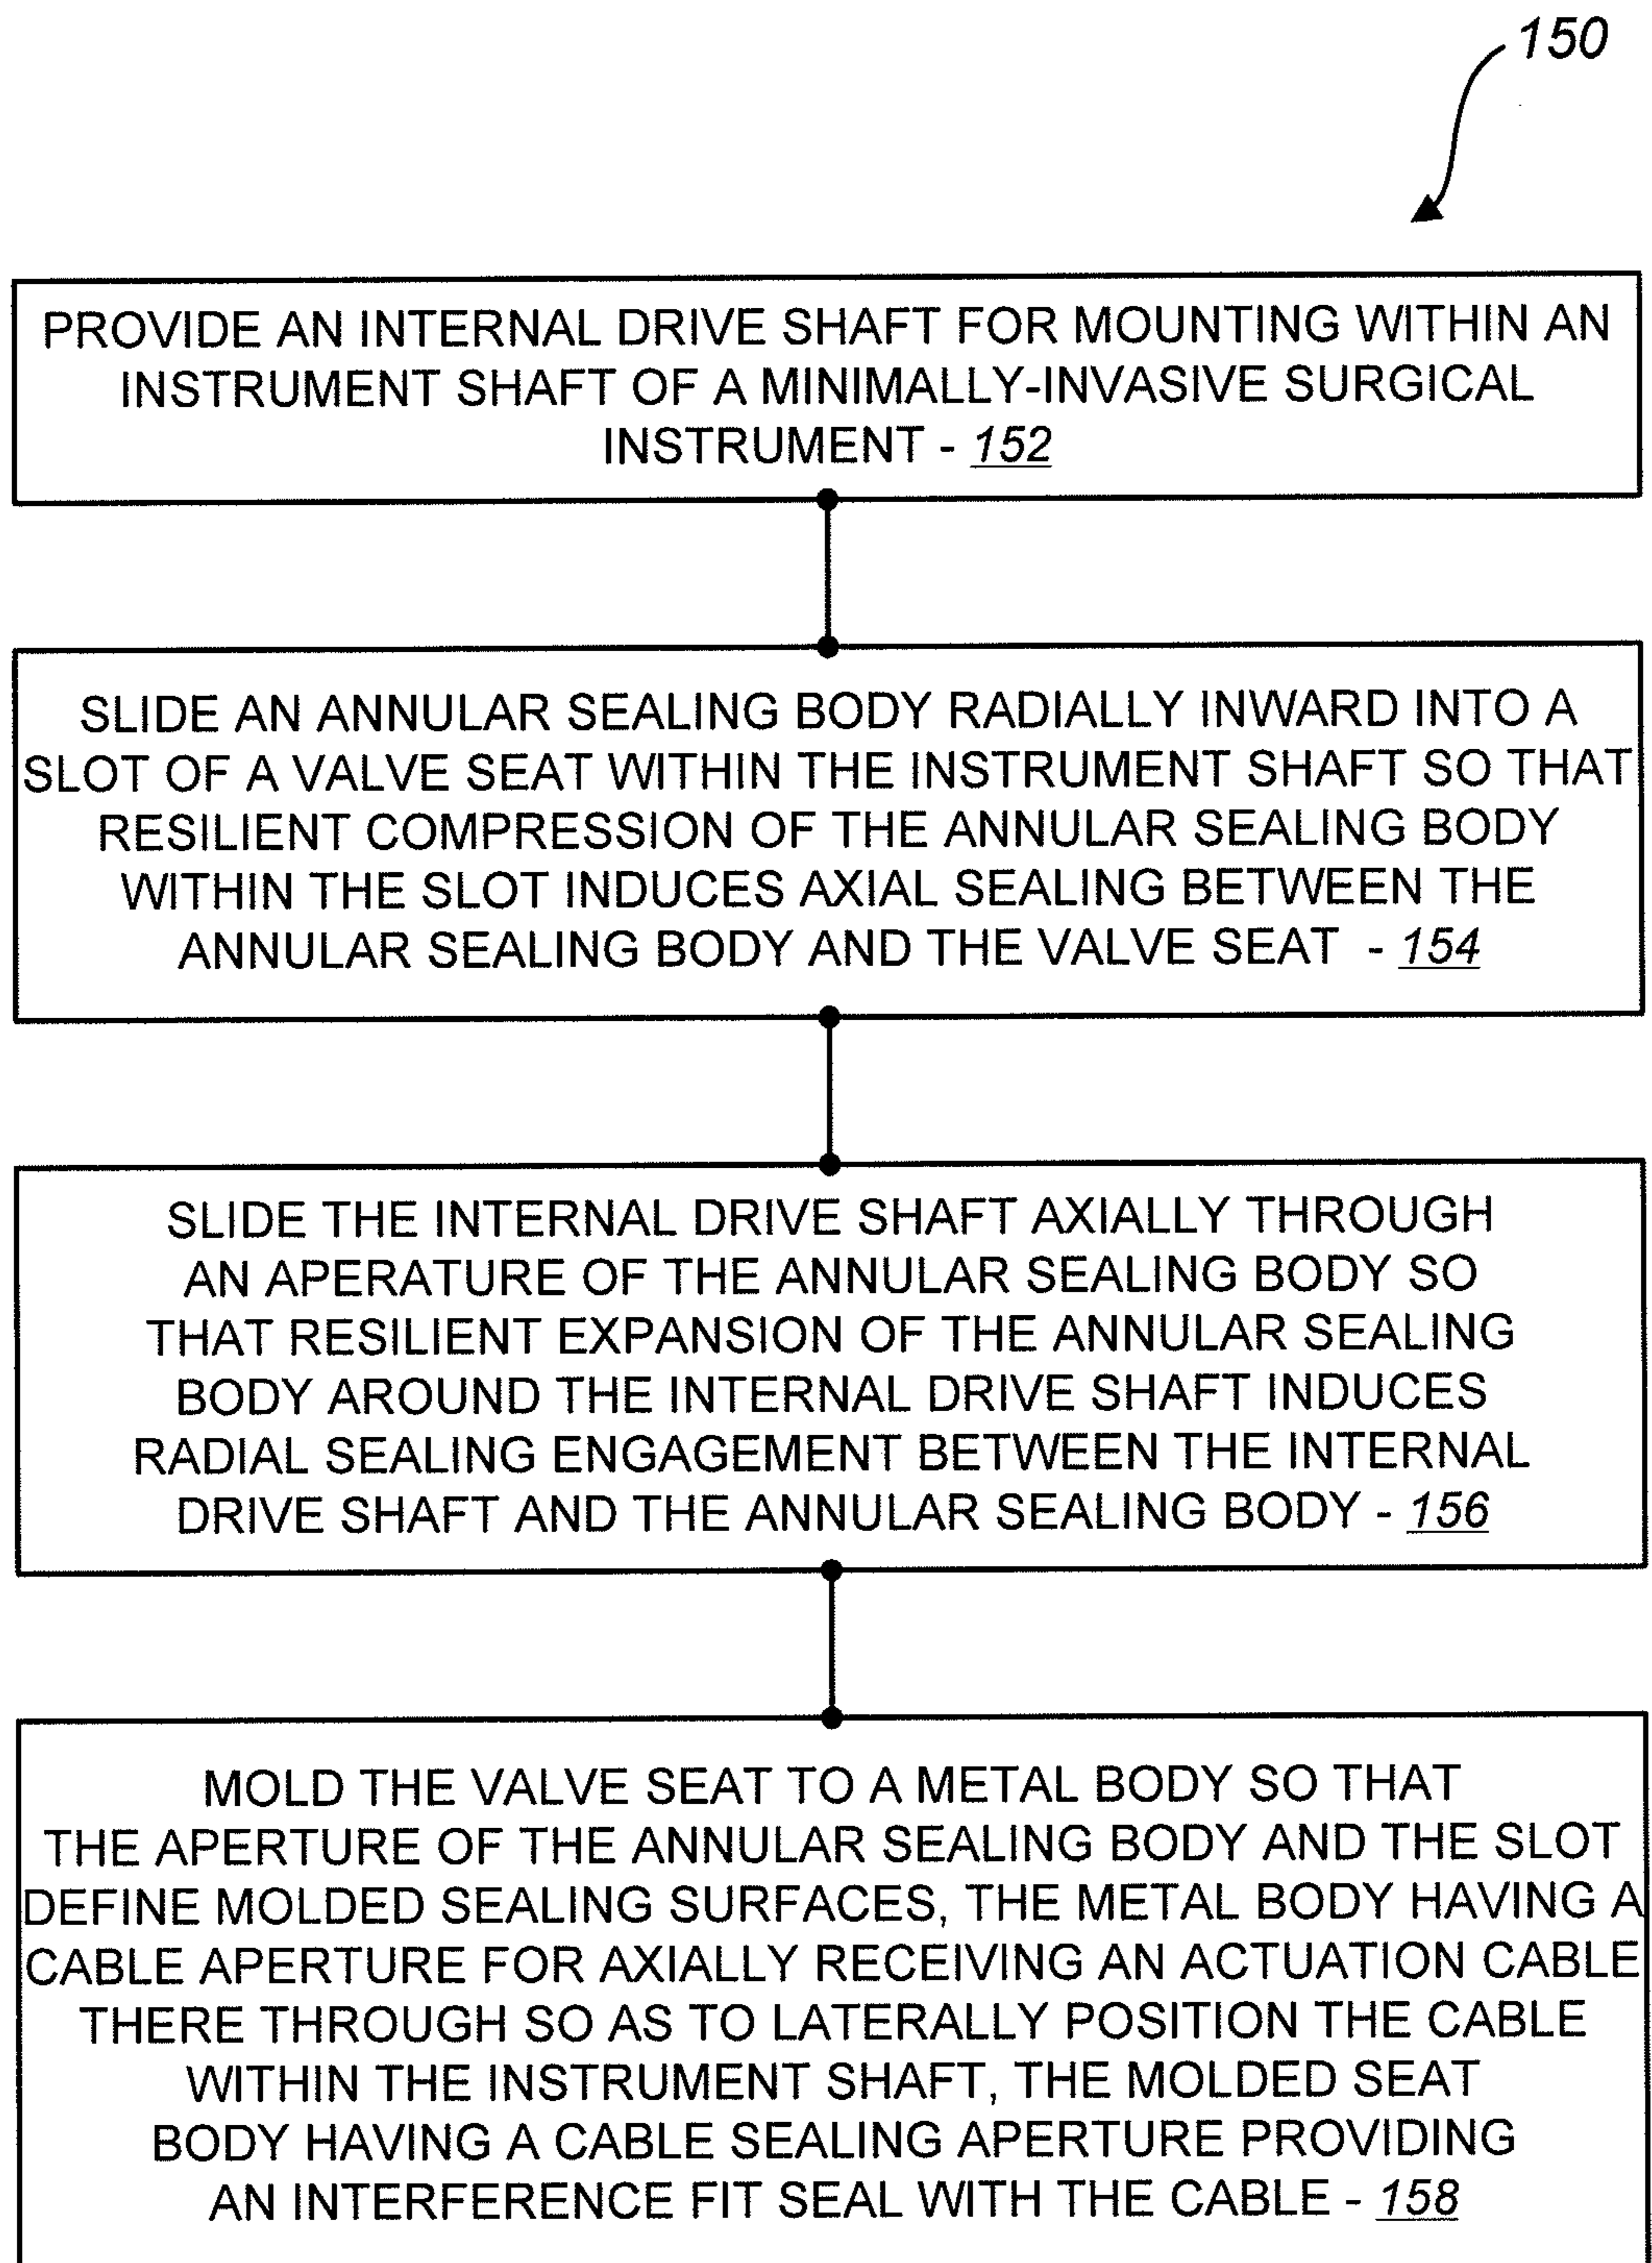 150
PROVIDE AN INTERNAL DRIVE SHAFT FOR MOUNTING WITHIN AN
INSTRUMENT SHAFT OF A MINIMALLY-INVASIVE SURGICAL
INSTRUMENT - 152
SLIDE AN ANNULAR SEALING BODY RADIALLY INWARD INTO A
SLOT OF A VALVE SEAT WITHIN THE INSTRUMENT SHAFT SO THAT
RESILIENT COMPRESSION OF THE ANNULAR SEALING BODY
WITHIN THE SLOT INDUCES AXIAL SEALING BETWEEN THE
ANNULAR SEALING BODY AND THE VALVE SEAT - 154
SLIDE THE INTERNAL DRIVE SHAFT AXIALLY THROUGH
AN APERATURE OF THE ANNULAR SEALING BODY SO
THAT RESILIENT EXPANSION OF THE ANNULAR SEALING
BODY AROUND THE INTERNAL DRIVE SHAFT INDUCES
RADIAL SEALING ENGAGEMENT BETWEEN THE INTERNAL
DRIVE SHAFT AND THE ANNULAR SEALING BODY - 156
MOLD THE VALVE SEAT TO A METAL BODY SO THAT
THE APERTURE OF THE ANNULAR SEALING BODY AND THE SLOT
DEFINE MOLDED SEALING SURFACES, THE METAL BODY HAVING A
CABLE APERTURE FOR AXIALLY RECEIVING AN ACTUATION CABLE
THERE THROUGH SO AS TO LATERALLY POSITION THE CABLE
WITHIN THE INSTRUMENT SHAFT, THE MOLDED SEAT
BODY HAVING A CABLE SEALING APERTURE PROVIDING
AN INTERFERENCE FIT SEAL WITH THE CABLE - 158